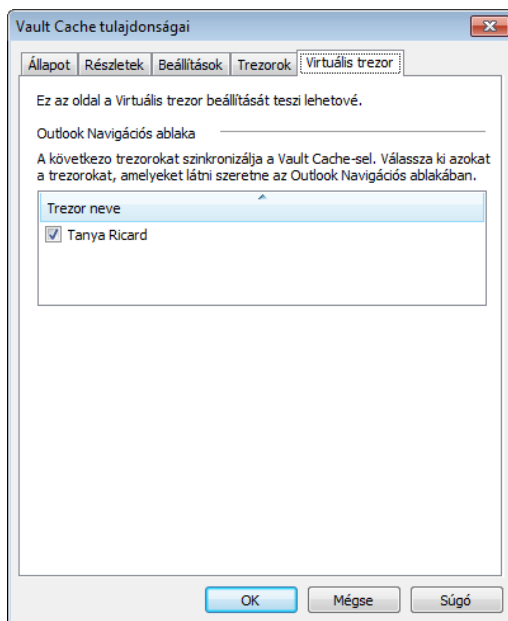 Vault Cache tulajdonságai
Állapot Részletek Beállítások Trezorok Virtuális trezor
Ez az oldal a Virtuális trezor beállítását teszi lehetové.
Outlook Navigációs ablaka
A következo trezorokat szinkronizálja a Vault Cache-sel. Válassza ki azokat
a trezorokat, amelyeket látni szeretne az Outlook Navigációs ablakában.
Trezor neve
Tanya Ricard
OK Mégse Súgó